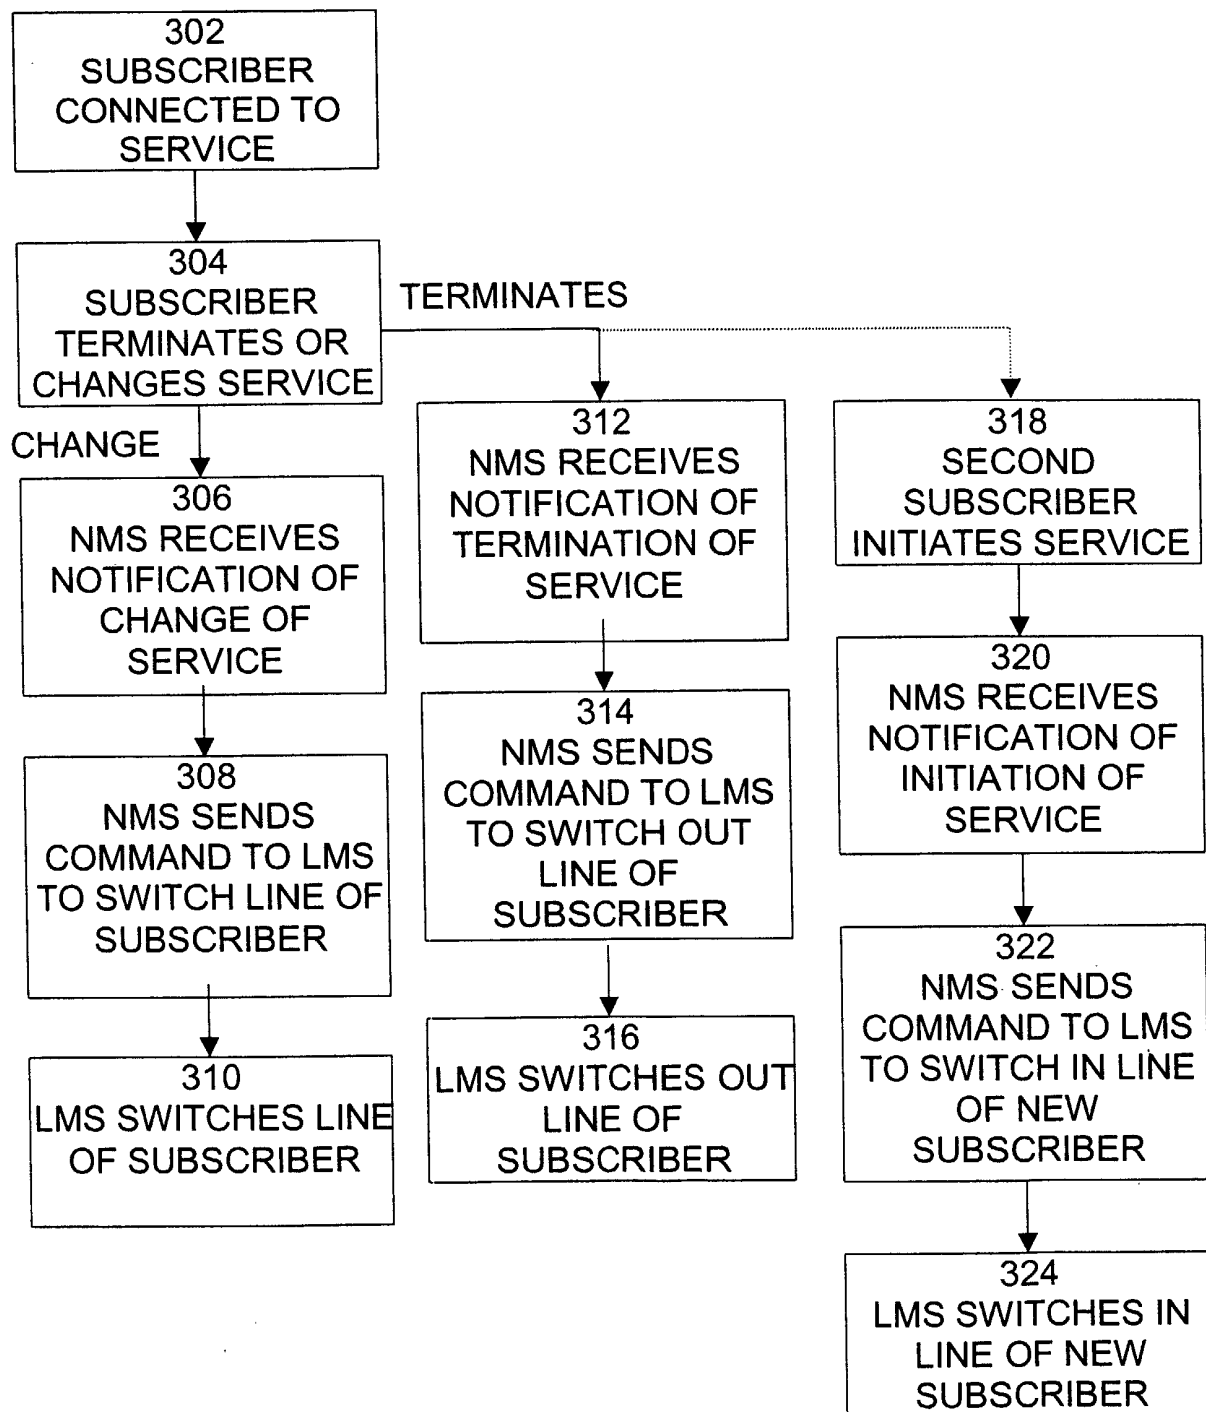 302
SUBSCRIBER
CONNECTED TO
SERVICE
304
SUBSCRIBER
TERMINATES OR
CHANGES SERVICE
TERMINATES
CHANGE
306
NMS RECEIVES
NOTIFICATION OF
CHANGE OF
SERVICE
308
NMS SENDS
COMMAND TO LMS
TO SWITCH LINE OF
SUBSCRIBER
310
LMS SWITCHES LINE
OF SUBSCRIBER
312
NMS RECEIVES
NOTIFICATION OF
TERMINATION OF
SERVICE
314
NMS SENDS
COMMAND TO LMS
TO SWITCH OUT
LINE OF
SUBSCRIBER
316
LMS SWITCHES OUT
LINE OF
SUBSCRIBER
318
SECOND
SUBSCRIBER
INITIATES SERVICE
320
NMS RECEIVES
NOTIFICATION OF
INITIATION OF
SERVICE
322
NMS SENDS
COMMAND TO LMS
TO SWITCH IN LINE
OF NEW
SUBSCRIBER
324
LMS SWITCHES IN
LINE OF NEW
SUBSCRIBER